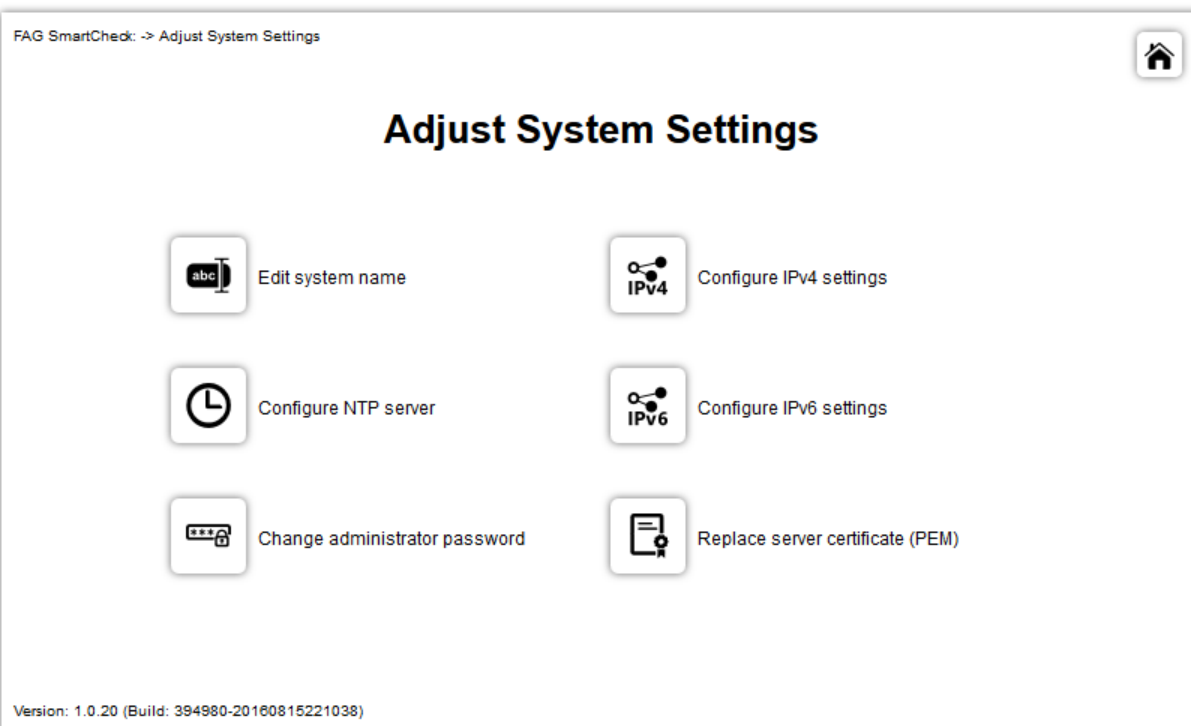 FAG SmartCheck: -> Adjust System Settings
Adjust System Settings
abc
Edit system name
IPv4
Configure IPv4 settings
Configure NTP server
IPv6
Configure IPv6 settings
***
Change administrator password
Replace server certificate (PEM)
Version: 1.0.20 (Build: 394980-20160815221038)